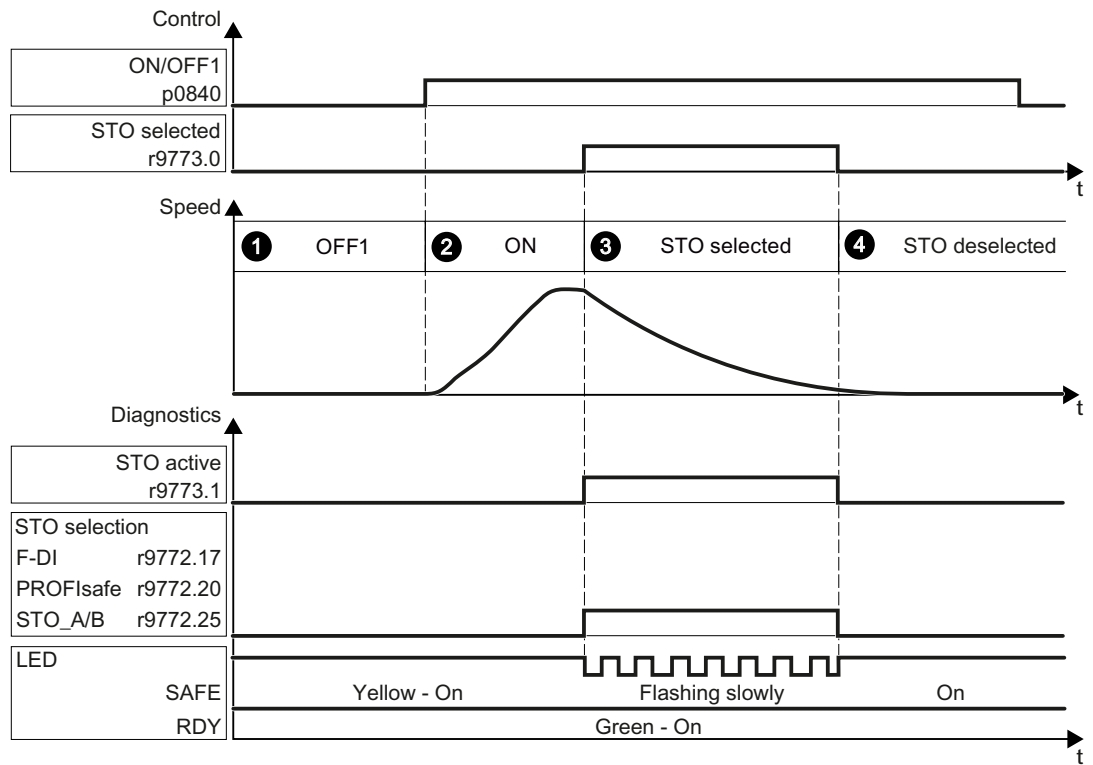 Control
ON/OFF1
p0840
STO selected
r9773.0
t
Speed
1 OFF1 2 ON 3 STO selected 4 STO deselected
t
Diagnostics
STO active
r9773.1
STO selection
F-DI r9772.17
PROFIsafe r9772.20
STO_A/B r9772.25
LED
SAFE Yellow - On Flashing slowly On
RDY Green - On
t